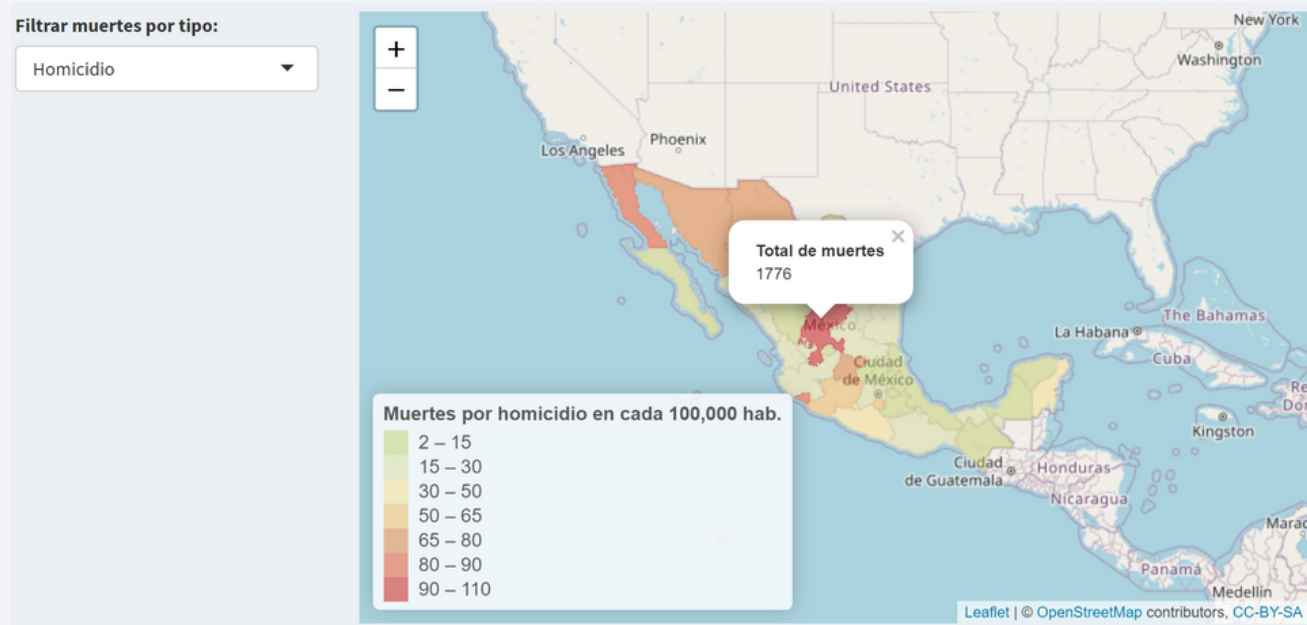 Filtrar muertes por tipo:
Homicidio
+
−
New York
Washington
United States
Phoenix
Los Angeles
×
Total de muertes
1776
México
The Bahamas
La Habana
Cuba
Ciudad
de México
Kingston
Muertes por homicidio en cada 100,000 hab.
2 – 15
15 – 30
30 – 50
50 – 65
65 – 80
80 – 90
90 – 110
Ciudad
de Guatemala
Honduras
Nicaragua
Panamá
Medellín
Leaflet | © OpenStreetMap contributors, CC-BY-SA